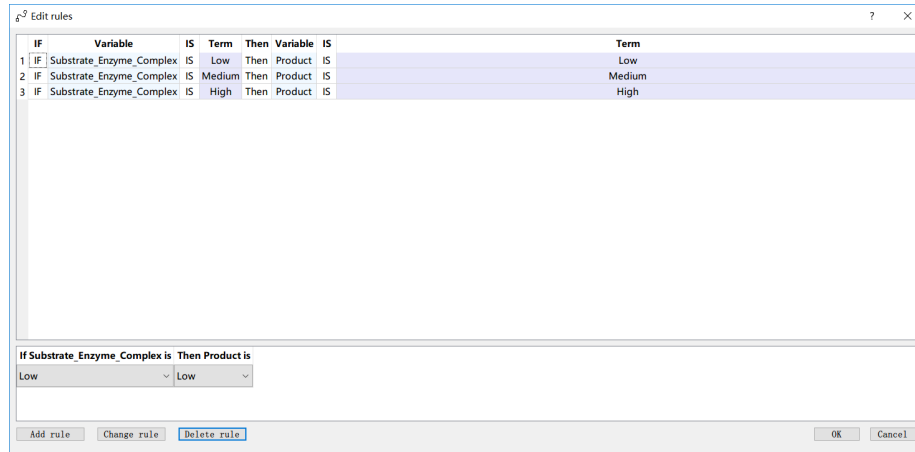 Edit rules ? ×
IF Variable IS Term Then Variable IS Term
1 IF Substrate_Enzyme_Complex IS Low Then Product IS Low
2 IF Substrate_Enzyme_Complex IS Medium Then Product IS Medium
3 IF Substrate_Enzyme_Complex IS High Then Product IS High
If Substrate_Enzyme_Complex is Then Product is
Low Low
Add rule Change rule Delete rule OK Cancel